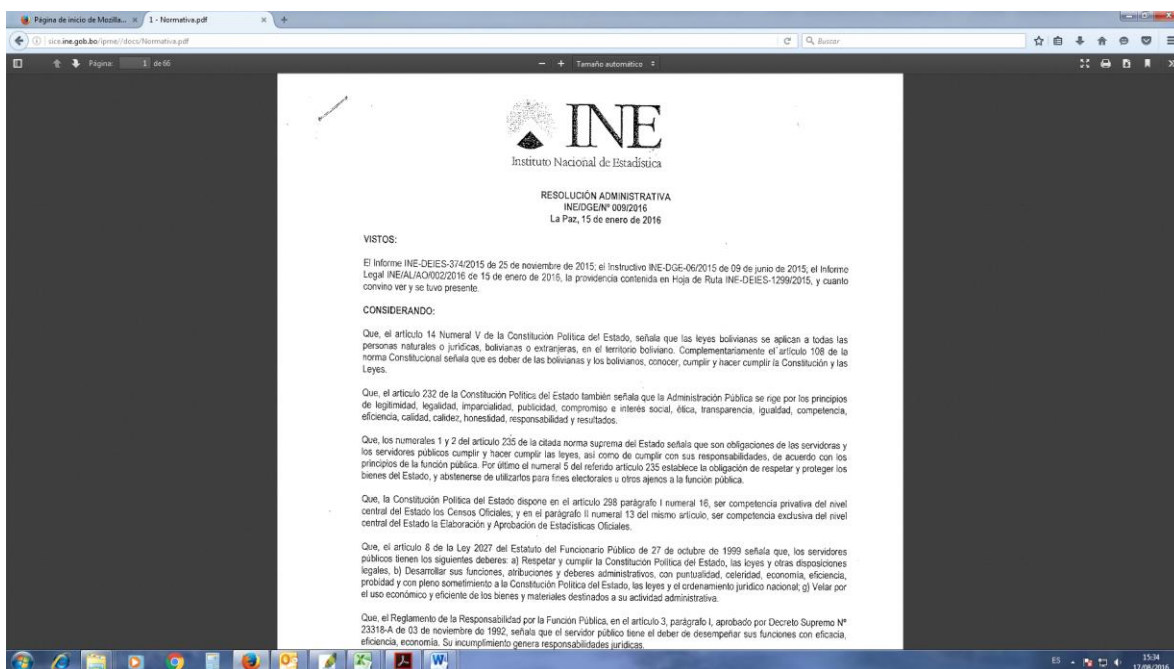 Página de inicio de Mozilla...
1 - Normativa.pdf
sice.ine.gob.bo/ipme//docs/Normativa.pdf
Buscar
Página: 1 de 66
Tamaño automático
INE
Instituto Nacional de Estadística
RESOLUCIÓN ADMINISTRATIVA
INE/DGE/Nº 009/2016
La Paz, 15 de enero de 2016
VISTOS:
El Informe INE-DEIES-374/2015 de 25 de noviembre de 2015; el Instructivo INE-DGE-06/2015 de 09 de junio de 2015; el Informe
Legal INE/AL/AO/002/2016 de 15 de enero de 2016, la providencia contenida en Hoja de Ruta INE-DEIES-1299/2015, y cuanto
convino ver y se tuvo presente.
CONSIDERANDO:
Que, el artículo 14 Numeral V de la Constitución Política del Estado, señala que las leyes bolivianas se aplican a todas las
personas naturales o jurídicas, bolivianas o extranjeras, en el territorio boliviano. Complementariamente el artículo 108 de la
norma Constitucional señala que es deber de las bolivianas y los bolivianos, conocer, cumplir y hacer cumplir la Constitución y las
Leyes.
Que, el artículo 232 de la Constitución Política del Estado también señala que la Administración Pública se rige por los principios
de legitimidad, legalidad, imparcialidad, publicidad, compromiso e interés social, ética, transparencia, igualdad, competencia,
eficiencia, calidad, calidez, honestidad, responsabilidad y resultados.
Que, los numerales 1 y 2 del artículo 235 de la citada norma suprema del Estado señala que son obligaciones de las servidoras y
los servidores públicos cumplir y hacer cumplir las leyes, así como de cumplir con sus responsabilidades, de acuerdo con los
principios de la función pública. Por último el numeral 5 del referido artículo 235 establece la obligación de respetar y proteger los
bienes del Estado, y abstenerse de utilizarlos para fines electorales u otros ajenos a la función pública.
Que, la Constitución Política del Estado dispone en el artículo 298 parágrafo I numeral 16, ser competencia privativa del nivel
central del Estado los Censos Oficiales; y en el parágrafo II numeral 13 del mismo artículo, ser competencia exclusiva del nivel
central del Estado la Elaboración y Aprobación de Estadísticas Oficiales.
Que, el artículo 8 de la Ley 2027 del Estatuto del Funcionario Público de 27 de octubre de 1999 señala que, los servidores
públicos tienen los siguientes deberes: a) Respetar y cumplir la Constitución Política del Estado, las leyes y otras disposiciones
legales, b) Desarrollar sus funciones, atribuciones y deberes administrativos, con puntualidad, celeridad, economía, eficiencia,
probidad y con pleno sometimiento a la Constitución Política del Estado, las leyes y el ordenamiento jurídico nacional; g) Velar por
el uso económico y eficiente de los bienes y materiales destinados a su actividad administrativa.
Que, el Reglamento de la Responsabilidad por la Función Pública, en el artículo 3, parágrafo I, aprobado por Decreto Supremo Nº
23318-A de 03 de noviembre de 1992, señala que el servidor público tiene el deber de desempeñar sus funciones con eficacia,
eficiencia, economía. Su incumplimiento genera responsabilidades jurídicas.
ES
15:34
17/08/2016